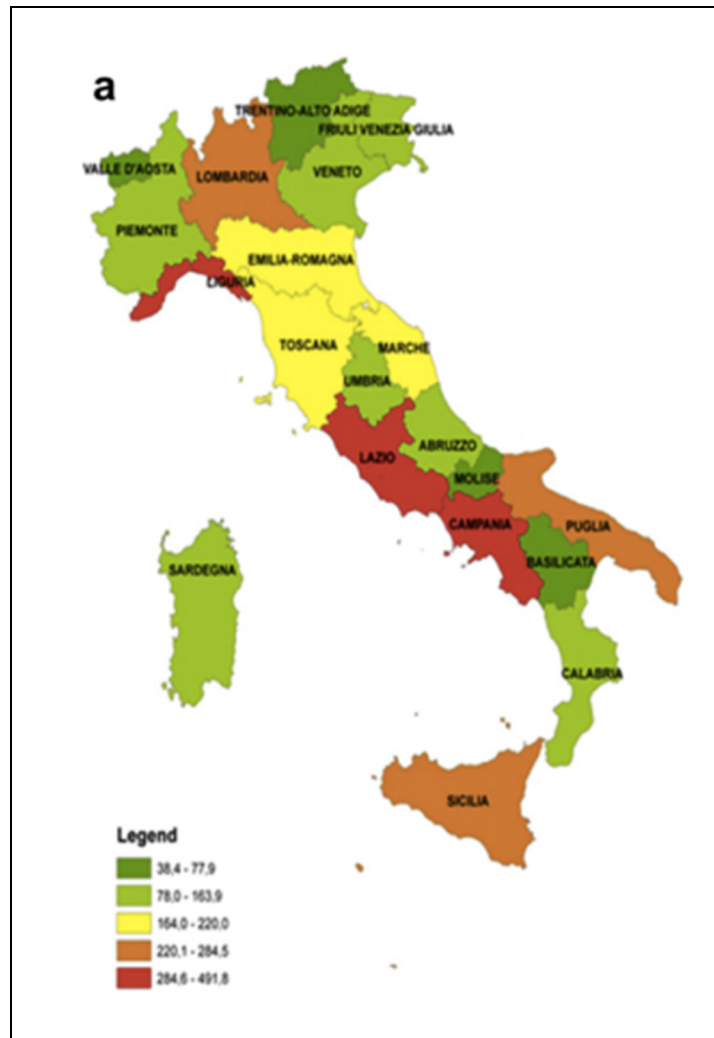 a
TRENTINO-ALTO ADIGE
FRIULI VENEZIA GIULIA
VALLE D'AOSTA
LOMBARDIA
VENETO
PIEMONTE
EMILIA-ROMAGNA
LIGURIA
TOSCANA
MARCHE
UMBRIA
ABRUZZO
LAZIO
MOLISE
CAMPANIA
PUGLIA
BASILICATA
SARDEGNA
CALABRIA
SICILIA
Legend
38,4 - 77,9
78,0 - 163,9
164,0 - 220,0
220,1 - 284,5
284,6 - 491,8